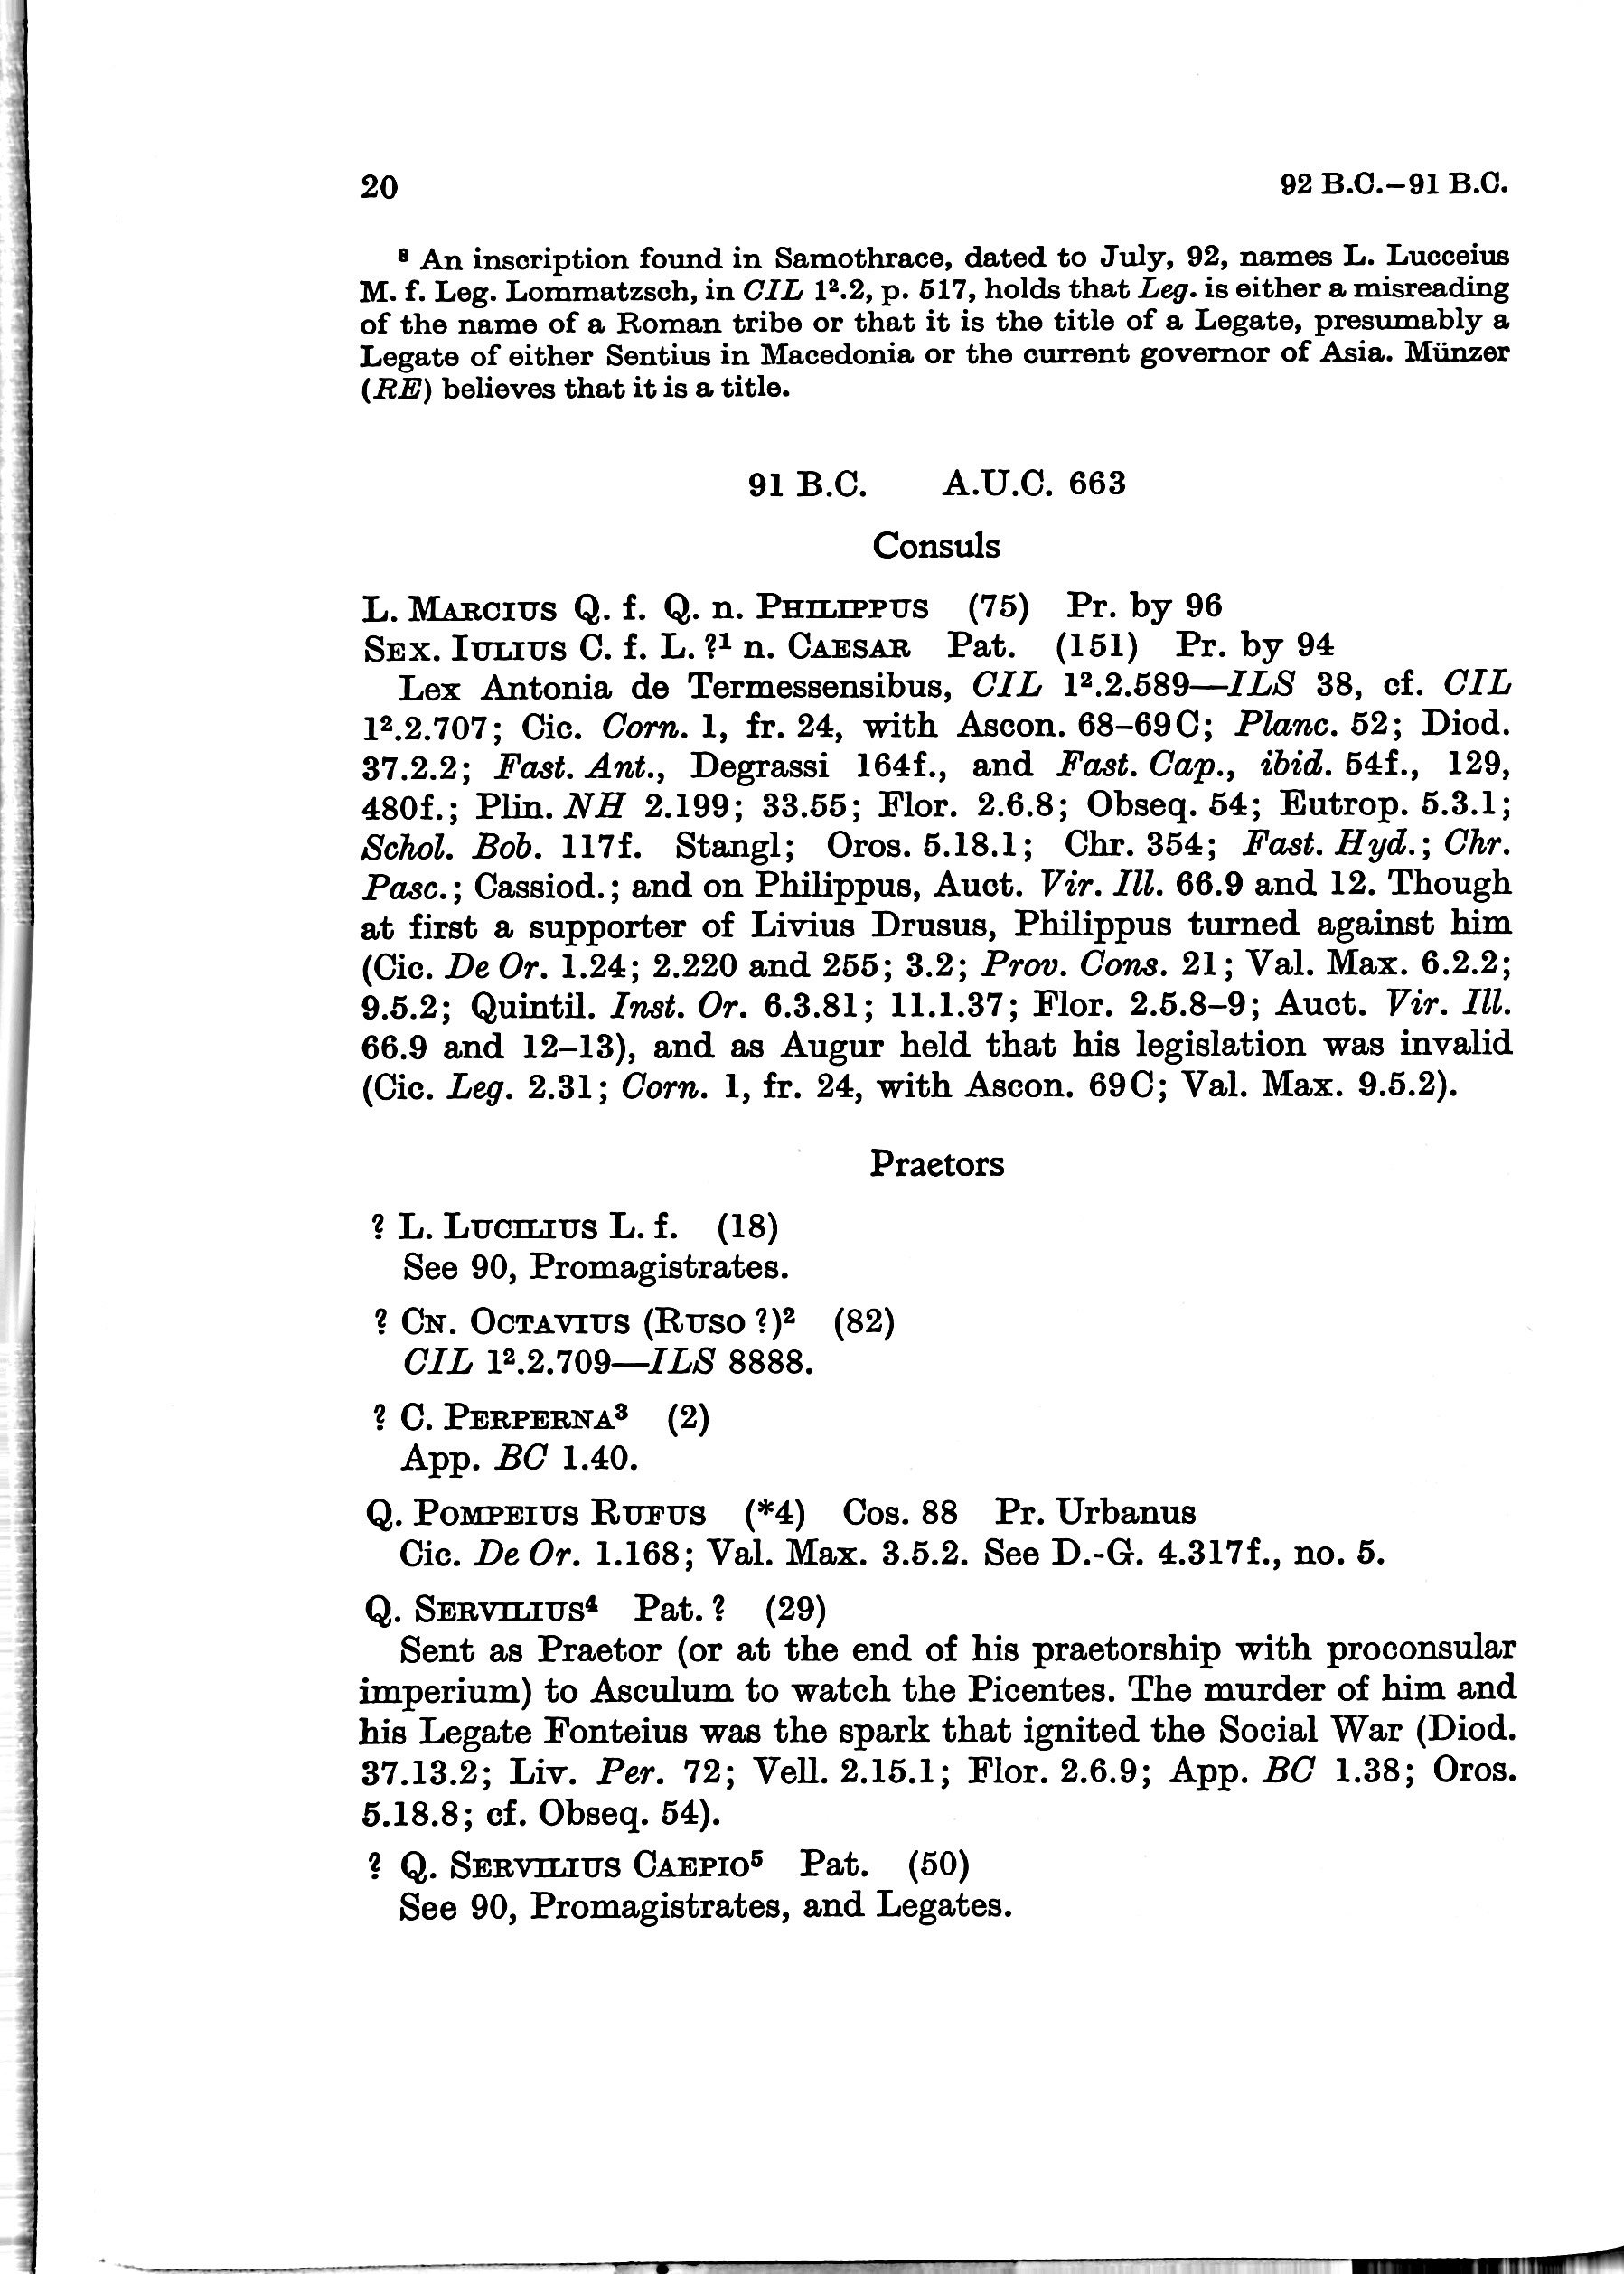 20 92 B.C.–91 B.C.
⁸ An inscription found in Samothrace, dated to July, 92, names L. Lucceius
M. f. Leg. Lommatzsch, in CIL 1².2, p. 517, holds that Leg. is either a misreading
of the name of a Roman tribe or that it is the title of a Legate, presumably a
Legate of either Sentius in Macedonia or the current governor of Asia. Münzer
(RE) believes that it is a title.
91 B.C. A.U.C. 663
Consuls
L. MARCIUS Q. f. Q. n. PHILIPPUS (75) Pr. by 96
SEX. IULIUS C. f. L. ?¹ n. CAESAR Pat. (151) Pr. by 94
Lex Antonia de Termessensibus, CIL 1².2.589—ILS 38, cf. CIL
1².2.707; Cic. Corn. 1, fr. 24, with Ascon. 68–69C; Planc. 52; Diod.
37.2.2; Fast. Ant., Degrassi 164f., and Fast. Cap., ibid. 54f., 129,
480f.; Plin. NH 2.199; 33.55; Flor. 2.6.8; Obseq. 54; Eutrop. 5.3.1;
Schol. Bob. 117f. Stangl; Oros. 5.18.1; Chr. 354; Fast. Hyd.; Chr.
Pasc.; Cassiod.; and on Philippus, Auct. Vir. Ill. 66.9 and 12. Though
at first a supporter of Livius Drusus, Philippus turned against him
(Cic. De Or. 1.24; 2.220 and 255; 3.2; Prov. Cons. 21; Val. Max. 6.2.2;
9.5.2; Quintil. Inst. Or. 6.3.81; 11.1.37; Flor. 2.5.8–9; Auct. Vir. Ill.
66.9 and 12–13), and as Augur held that his legislation was invalid
(Cic. Leg. 2.31; Corn. 1, fr. 24, with Ascon. 69C; Val. Max. 9.5.2).
Praetors
? L. LUCILIUS L. f. (18)
See 90, Promagistrates.
? CN. OCTAVIUS (RUSO ?)² (82)
CIL 1².2.709—ILS 8888.
? C. PERPERNA³ (2)
App. BC 1.40.
Q. POMPEIUS RUFUS (*4) Cos. 88 Pr. Urbanus
Cic. De Or. 1.168; Val. Max. 3.5.2. See D.-G. 4.317f., no. 5.
Q. SERVILIUS⁴ Pat. ? (29)
Sent as Praetor (or at the end of his praetorship with proconsular
imperium) to Asculum to watch the Picentes. The murder of him and
his Legate Fonteius was the spark that ignited the Social War (Diod.
37.13.2; Liv. Per. 72; Vell. 2.15.1; Flor. 2.6.9; App. BC 1.38; Oros.
5.18.8; cf. Obseq. 54).
? Q. SERVILIUS CAEPIO⁵ Pat. (50)
See 90, Promagistrates, and Legates.